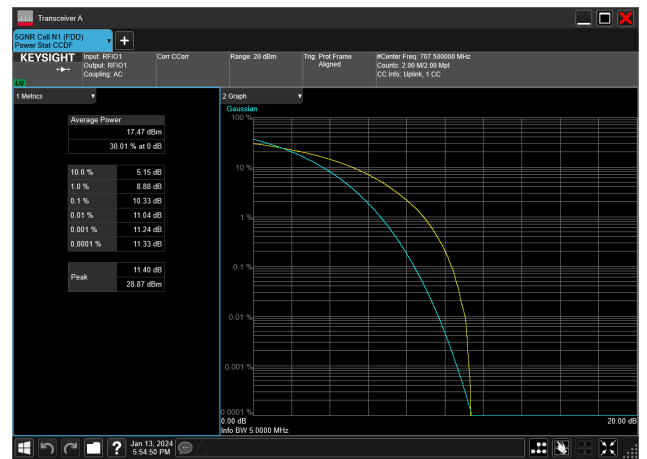 Transceiver A
5GNR Cell N1 (FDD)
Power Stat CCDF
KEYSIGHT
Input: RFIO1
Output: RFIO1
Coupling: AC
Corr CCorr
Range: 20 dBm
Trig: Prot Frame
Aligned
#Center Freq: 707.500000 MHz
Counts: 2.00 M/2.00 Mpt
CC Info: Uplink, 1 CC
1 Metrics
Average Power
17.47 dBm
30.01 % at 0 dB
10.0 % 5.15 dB
1.0 % 8.88 dB
0.1 % 10.33 dB
0.01 % 11.04 dB
0.001 % 11.24 dB
0.0001 % 11.33 dB
Peak
11.40 dB
28.87 dBm
2 Graph
Gaussian
100 %
10 %
1 %
0.1 %
0.01 %
0.001 %
0.0001 %
0.00 dB
20.00 dB
Info BW 5.0000 MHz
Jan 13, 2024
5:54:50 PM